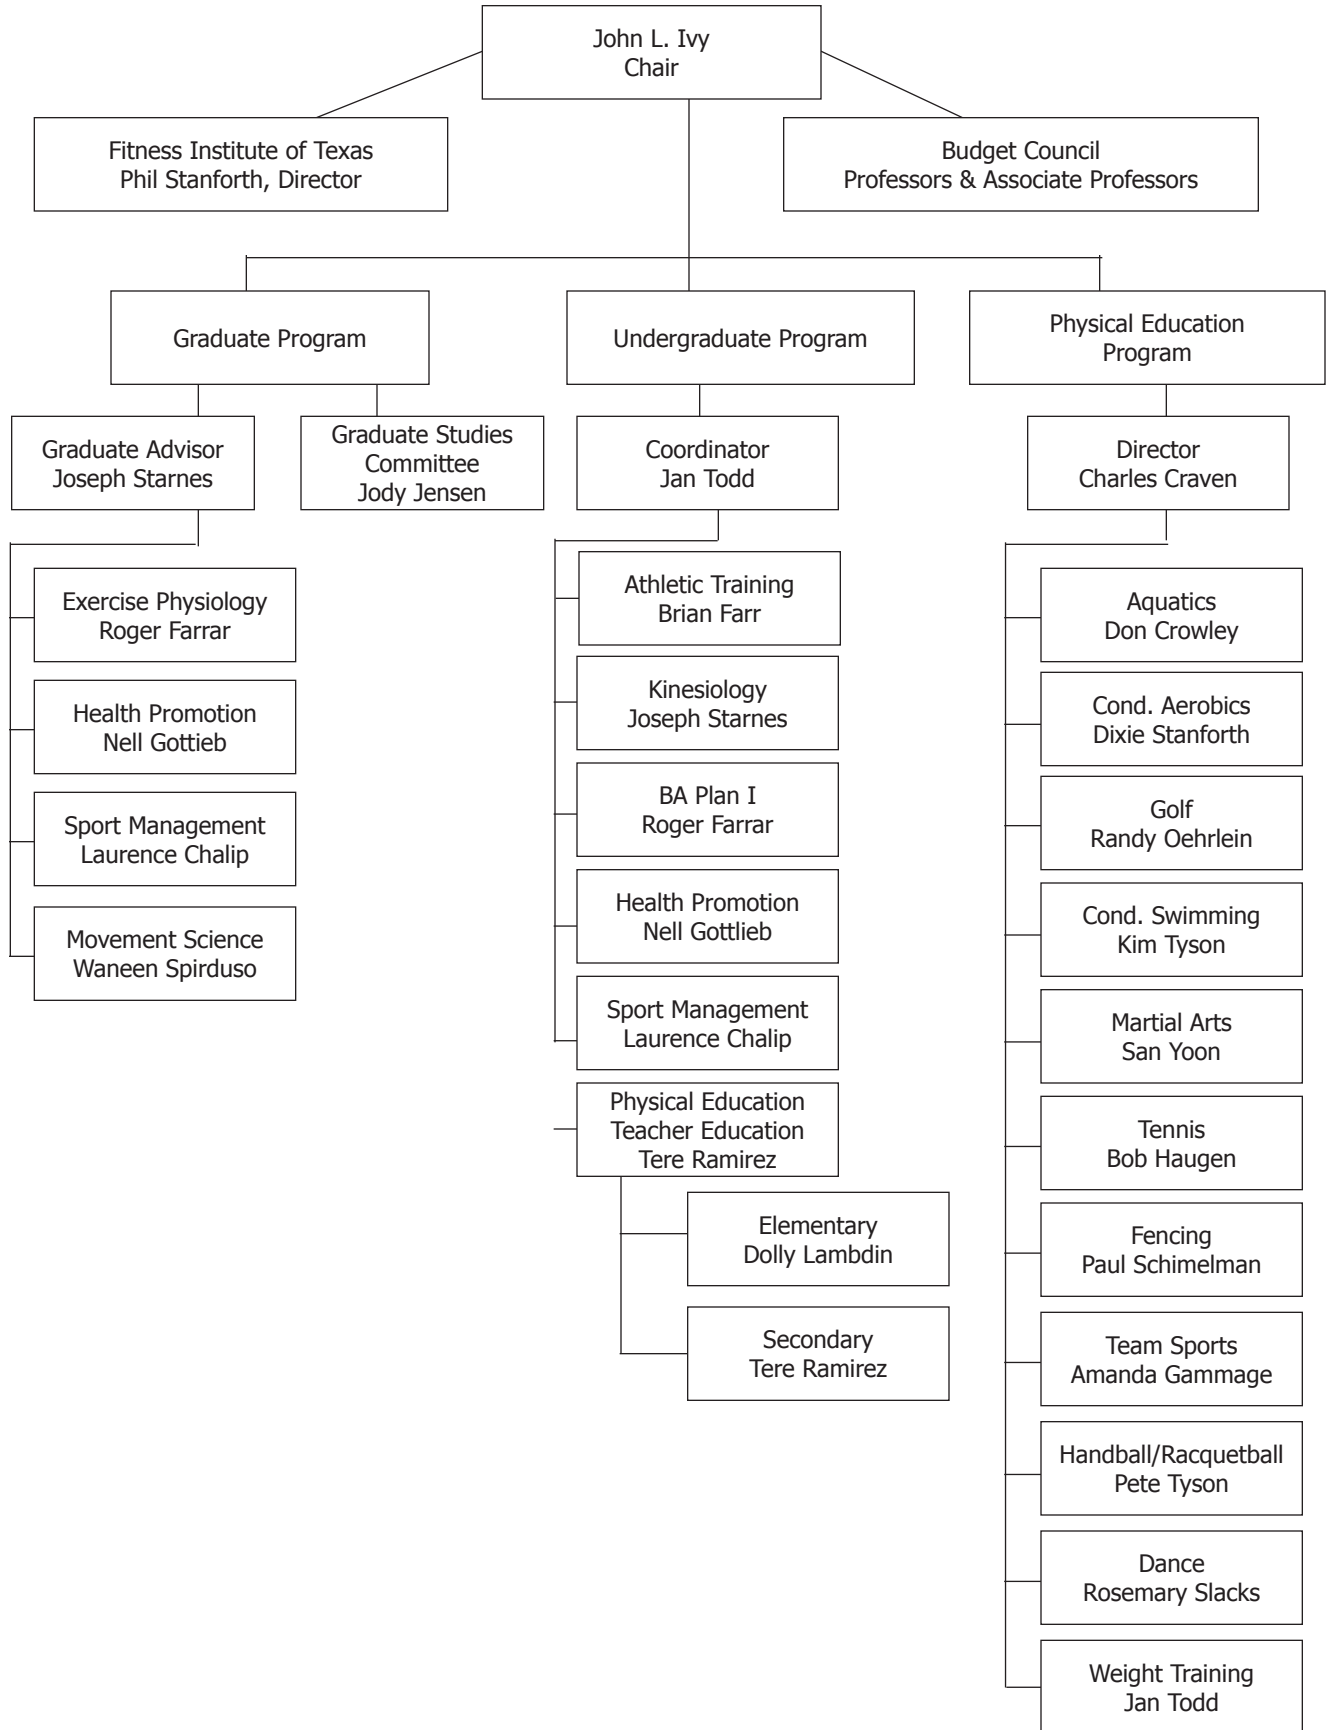 John L. Ivy
Chair
Fitness Institute of Texas
Phil Stanforth, Director
Budget Council
Professors & Associate Professors
Graduate Program
Undergraduate Program
Physical Education
Program
Graduate Advisor
Joseph Starnes
Graduate Studies
Committee
Jody Jensen
Coordinator
Jan Todd
Director
Charles Craven
Exercise Physiology
Roger Farrar
Health Promotion
Nell Gottieb
Sport Management
Laurence Chalip
Movement Science
Waneen Spirduso
Athletic Training
Brian Farr
Kinesiology
Joseph Starnes
BA Plan I
Roger Farrar
Health Promotion
Nell Gottlieb
Sport Management
Laurence Chalip
Physical Education
Teacher Education
Tere Ramirez
Elementary
Dolly Lambdin
Secondary
Tere Ramirez
Aquatics
Don Crowley
Cond. Aerobics
Dixie Stanforth
Golf
Randy Oehrlein
Cond. Swimming
Kim Tyson
Martial Arts
San Yoon
Tennis
Bob Haugen
Fencing
Paul Schimelman
Team Sports
Amanda Gammage
Handball/Racquetball
Pete Tyson
Dance
Rosemary Slacks
Weight Training
Jan Todd